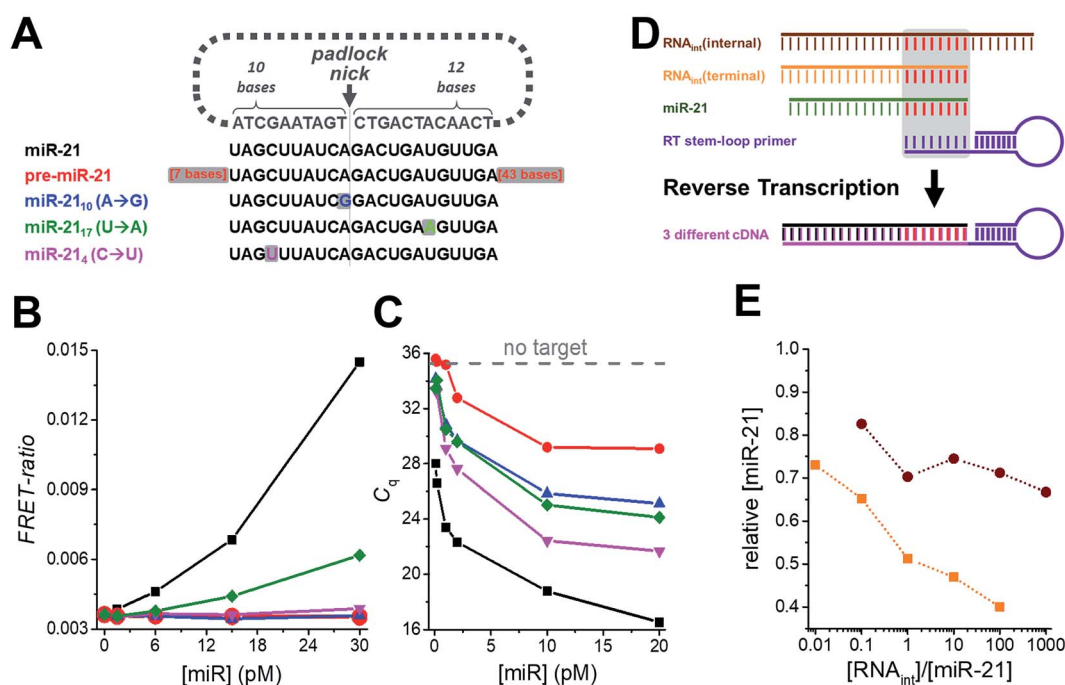 A
padlock
nick
10
bases
12
bases
ATCGAATAGT CTGACTACAACT
miR-21 UAGCUUAUCAGACUGAUGUUGA
pre-miR-21 [7 bases] UAGCUUAUCAGACUGAUGUUGA [43 bases]
miR-21₁₀ (A→G) UAGCUUAUCGGACUGAUGUUGA
miR-21₁₇ (U→A) UAGCUUAUCAGACUGAAGUUGA
miR-21₄ (C→U) UAGUUUAUCAGACUGAUGUUGA
D
RNAint(internal)
RNAint(terminal)
miR-21
RT stem-loop primer
Reverse Transcription
3 different cDNA
B
FRET-ratio
0.015
0.012
0.009
0.006
0.003
0 6 12 18 24 30
[miR] (pM)
C
Cq
36
32
28
24
20
16
no target
0 5 10 15 20
[miR] (pM)
E
relative [miR-21]
1.0
0.9
0.8
0.7
0.6
0.5
0.4
0.01 0.1 1 10 100 1000
[RNAint]/[miR-21]